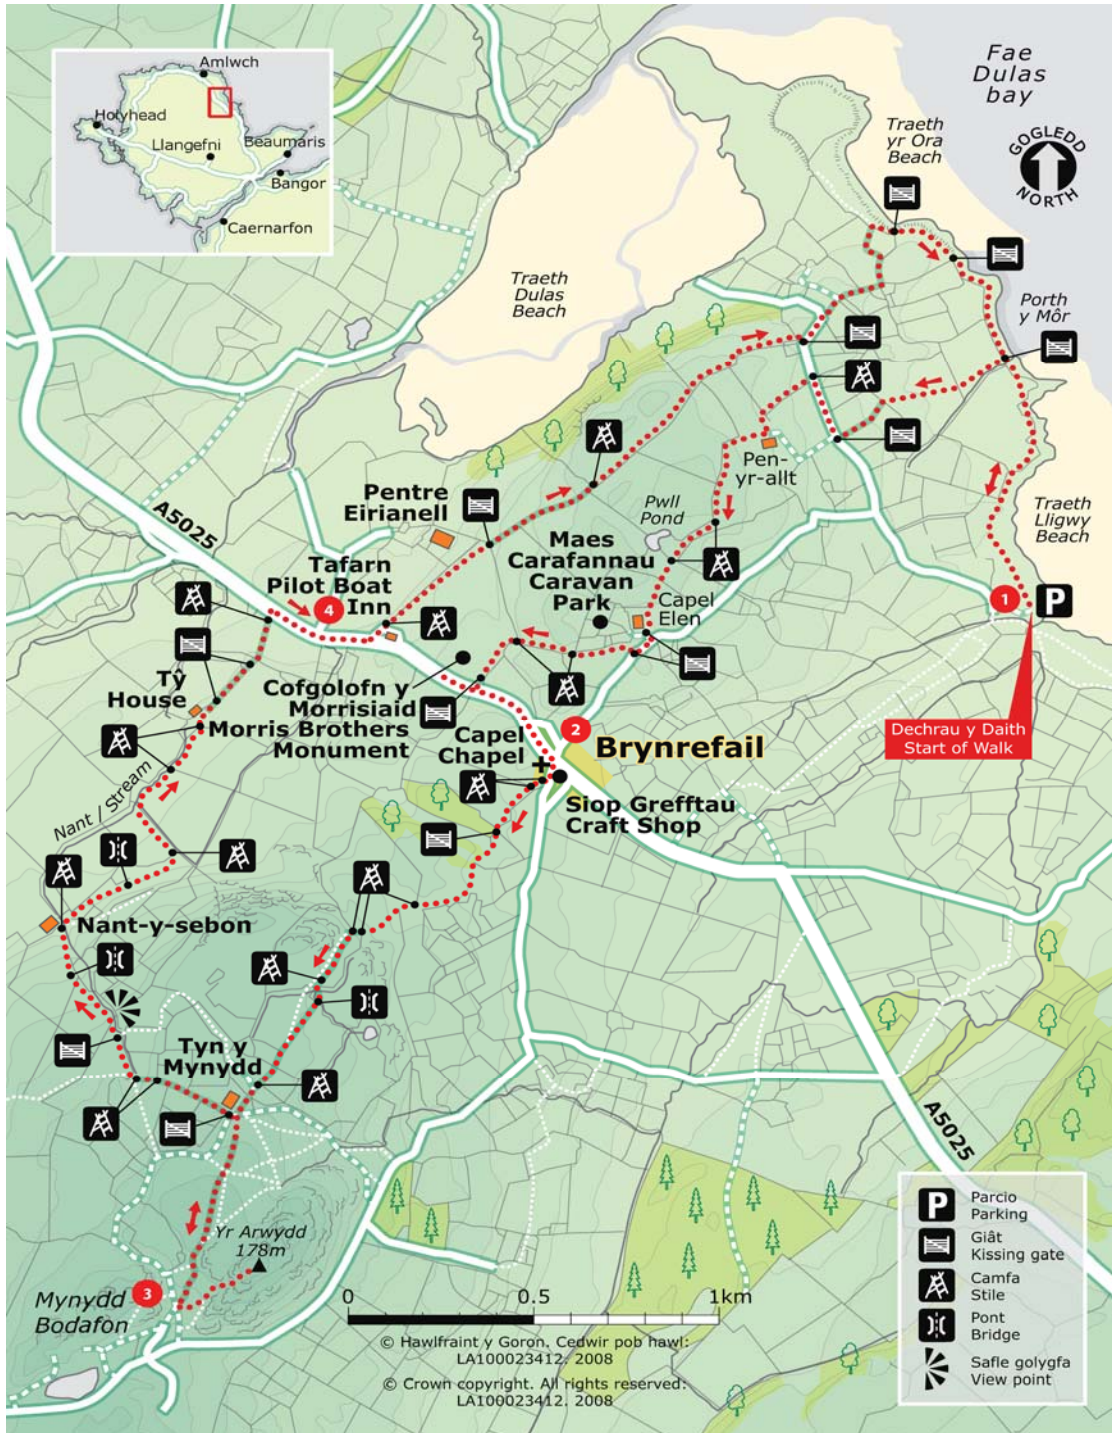 Amlwch
Holyhead
Llangefni
Beaumaris
Bangor
Caernarfon
Fae
Dulas
bay
GOGLEDD
NORTH
Traeth
yr Ora
Beach
Traeth
Dulas
Beach
Porth
y Môr
Pen-
yr-allt
Pwll
Pond
Pentre
Eirianell
A5025
Maes
Carafannau
Caravan
Park
Tafarn
Pilot Boat
Inn
4
Capel
Elen
Traeth
Lligwy
Beach
1
P
Tŷ
House
Cofgolofn y
Morrisiaid
Morris Brothers
Monument
Capel
Chapel
2
Brynrefail
Dechrau y Daith
Start of Walk
Siop Grefftau
Craft Shop
Nant / Stream
Nant-y-sebon
Tyn y
Mynydd
A5025
Yr Arwydd
178m
3
Mynydd
Bodafon
0 0.5 1km
© Hawlfraint y Goron. Cedwir pob hawl:
LA100023412. 2008
© Crown copyright. All rights reserved:
LA100023412. 2008
P
Parcio
Parking
Giât
Kissing gate
Camfa
Stile
Pont
Bridge
Safle golygfa
View point